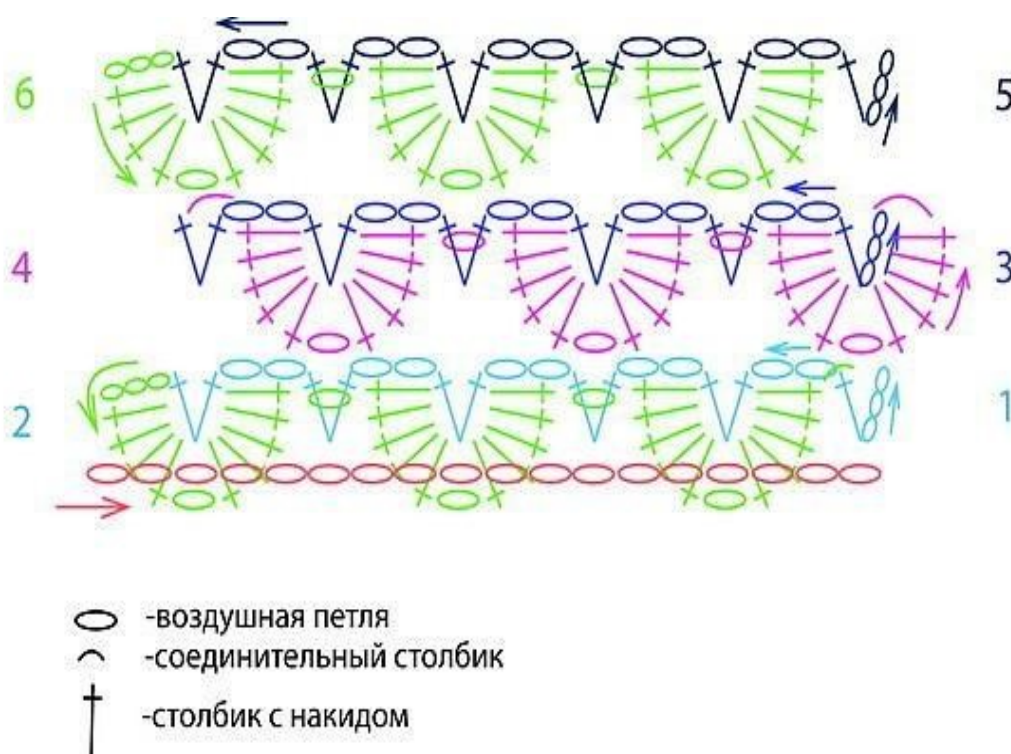 6 5
4 3
2 1
-воздушная петля
-соединительный столбик
-столбик с накидом